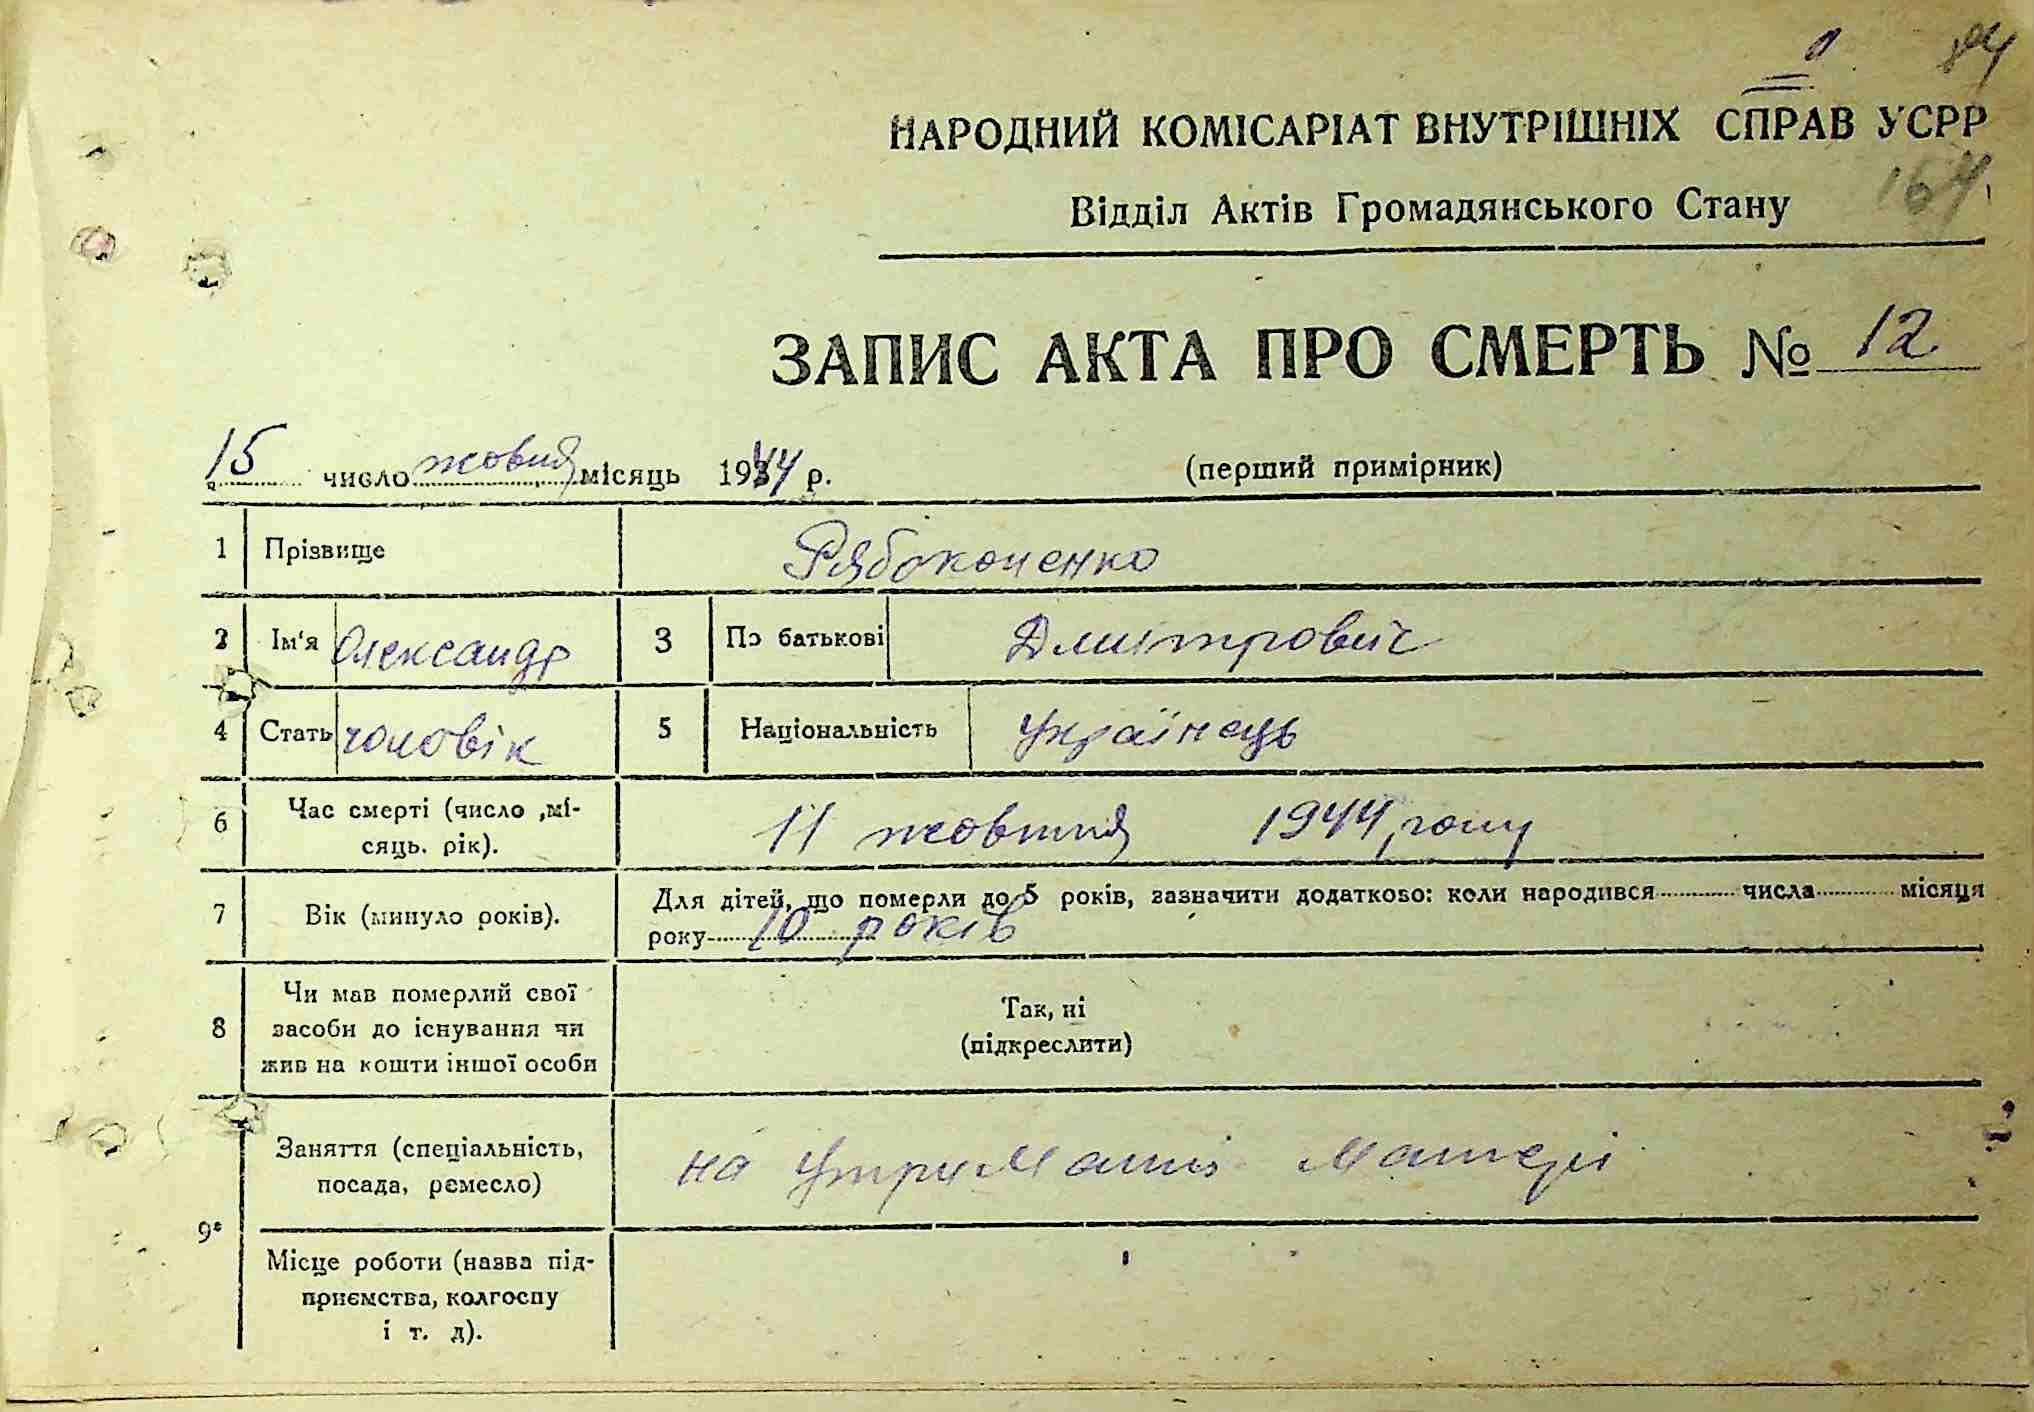 84
НАРОДНИЙ КОМІСАРІАТ ВНУТРІШНІХ СПРАВ УСРР
164
Відділ Актів Громадянського Стану
ЗАПИС АКТА ПРО СМЕРТЬ № 12
15 число жовтня місяць 1944 р. (перший примірник)
1 Прізвище Рябоконенко
2 Ім'я Олександр 3 По батькові Дмитрович
4 Стать чоловік 5 Національність Українець
6 Час смерті (число ,мі-
сяць. рік). 11 жовтня 1944 року
7 Вік (минуло років). Для дітей, що померли до 5 років, зазначити додатково: коли народився числа місяця
року 10 років
8 Чи мав померлий свої
засоби до існування чи
жив на кошти іншої особи
Так, ні
(підкреслити)
9
Заняття (спеціальність,
посада, ремесло)
на утриманні матері
Місце роботи (назва під-
приємства, колгоспу
і т. д).